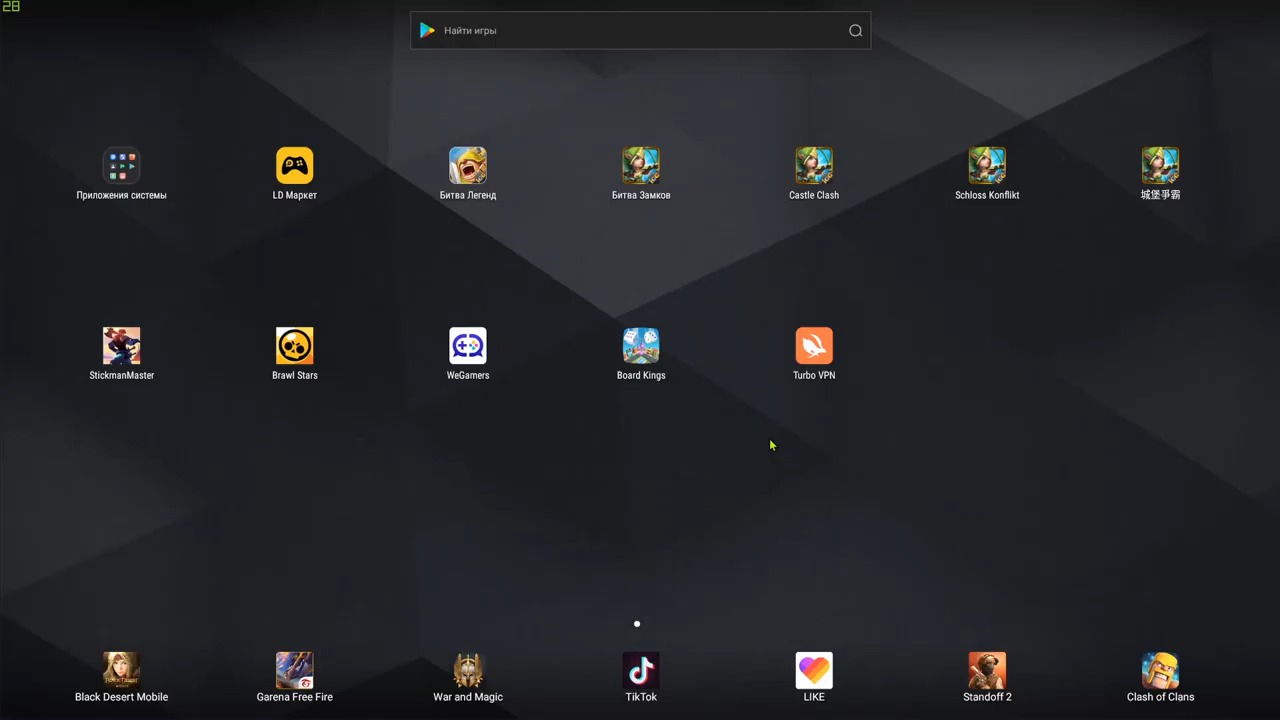 28
Найти игры
Приложения системы
LD Маркет
Битва Легенд
Битва Замков
Castle Clash
Schloss Konflikt
城堡爭霸
StickmanMaster
Brawl Stars
WeGamers
Board Kings
Turbo VPN
Black Desert Mobile
Garena Free Fire
War and Magic
TikTok
LIKE
Standoff 2
Clash of Clans